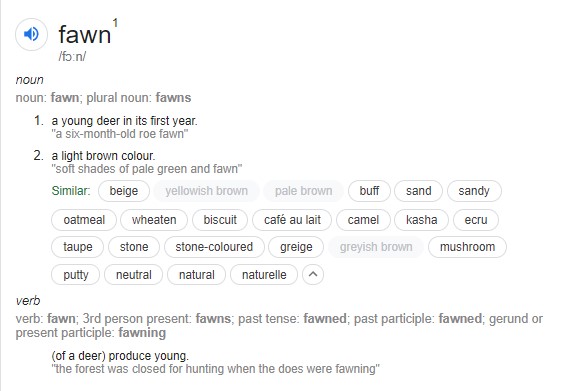 fawn¹
/fɔːn/
noun
noun: fawn; plural noun: fawns
1. a young deer in its first year.
"a six-month-old roe fawn"
2. a light brown colour.
"soft shades of pale green and fawn"
Similar: beige yellowish brown pale brown buff sand sandy
oatmeal wheaten biscuit café au lait camel kasha ecru
taupe stone stone-coloured greige greyish brown mushroom
putty neutral natural naturelle
verb
verb: fawn; 3rd person present: fawns; past tense: fawned; past participle: fawned; gerund or
present participle: fawning
(of a deer) produce young.
"the forest was closed for hunting when the does were fawning"